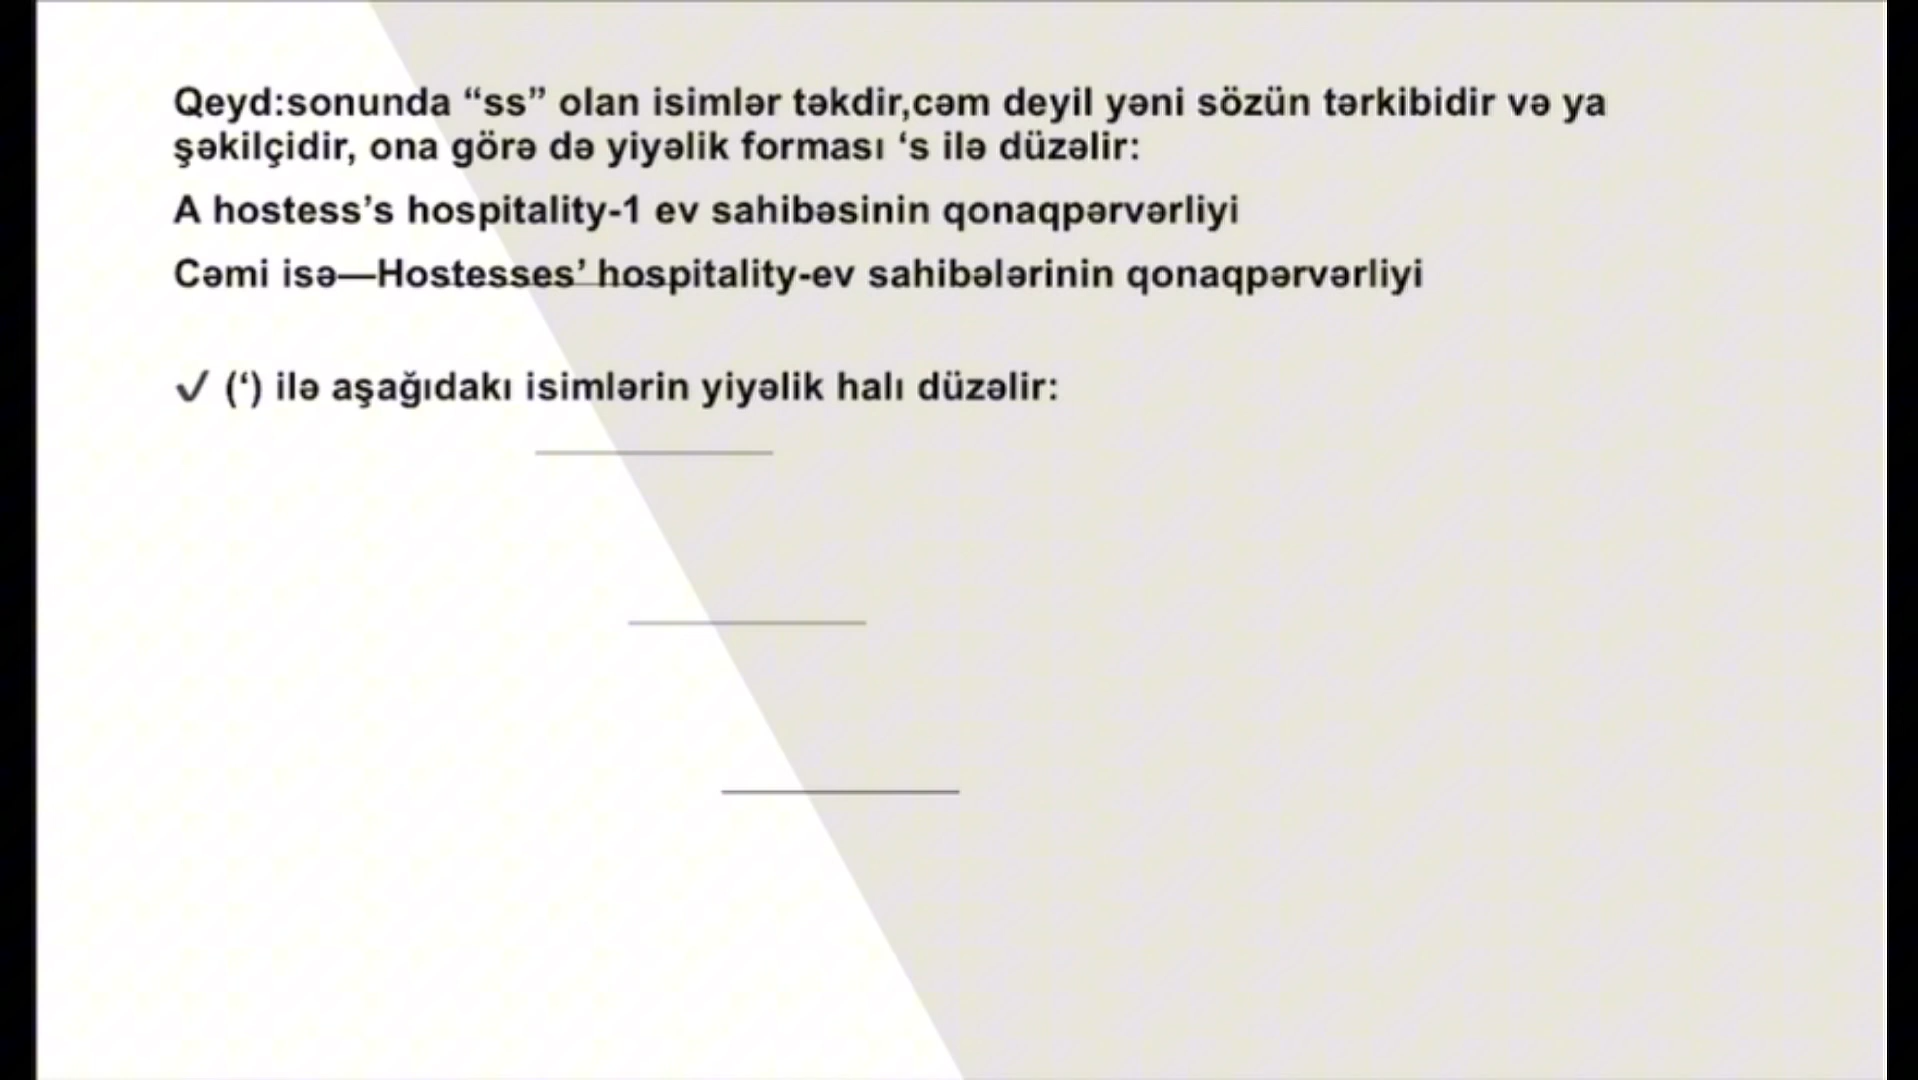 Qeyd:sonunda “ss” olan isimlər təkdir,cəm deyil yəni sözün tərkibidir və ya
şəkilçidir, ona görə də yiyəlik forması ‘s ilə düzəlir:
A hostess’s hospitality-1 ev sahibəsinin qonaqpərvərliyi
Cəmi isə—Hostesses’ hospitality-ev sahibələrinin qonaqpərvərliyi
✓ (‘) ilə aşağıdakı isimlərin yiyəlik halı düzəlir: